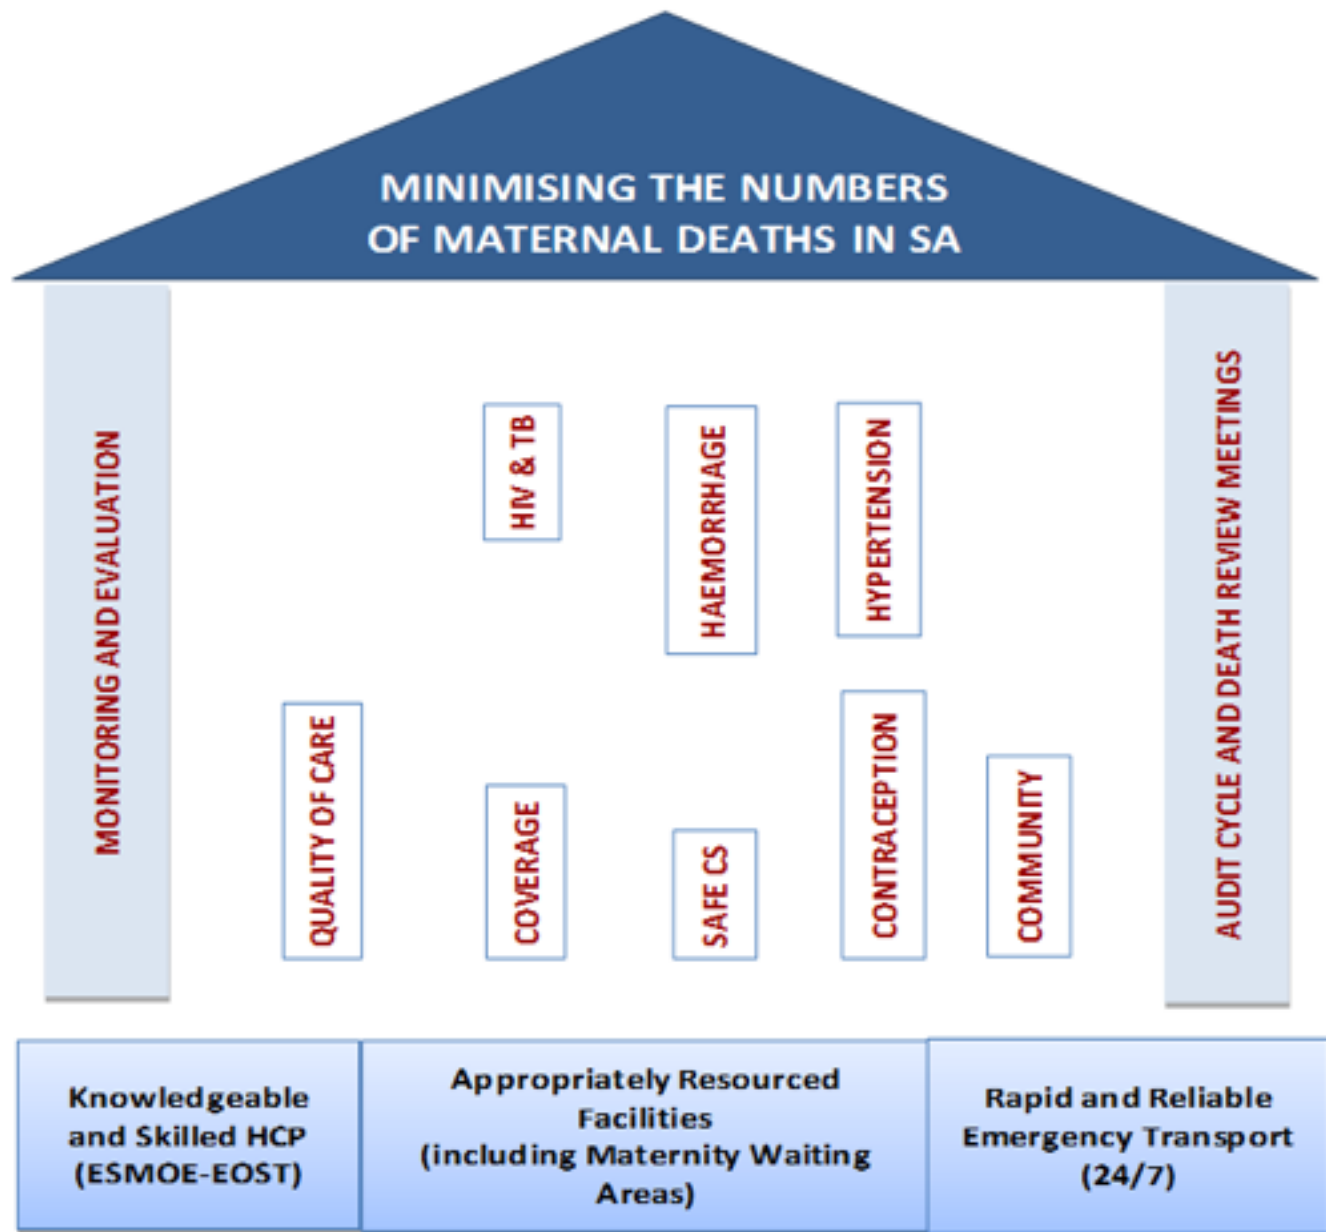 MINIMISING THE NUMBERS
OF MATERNAL DEATHS IN SA
MONITORING AND EVALUATION
HIV & TB
HAEMORRHAGE
HYPERTENSION
QUALITY OF CARE
COVERAGE
SAFE CS
CONTRACEPTION
COMMUNITY
AUDIT CYCLE AND DEATH REVIEW MEETINGS
Knowledgeable
and Skilled HCP
(ESMOE-EOST)
Appropriately Resourced
Facilities
(including Maternity Waiting
Areas)
Rapid and Reliable
Emergency Transport
(24/7)